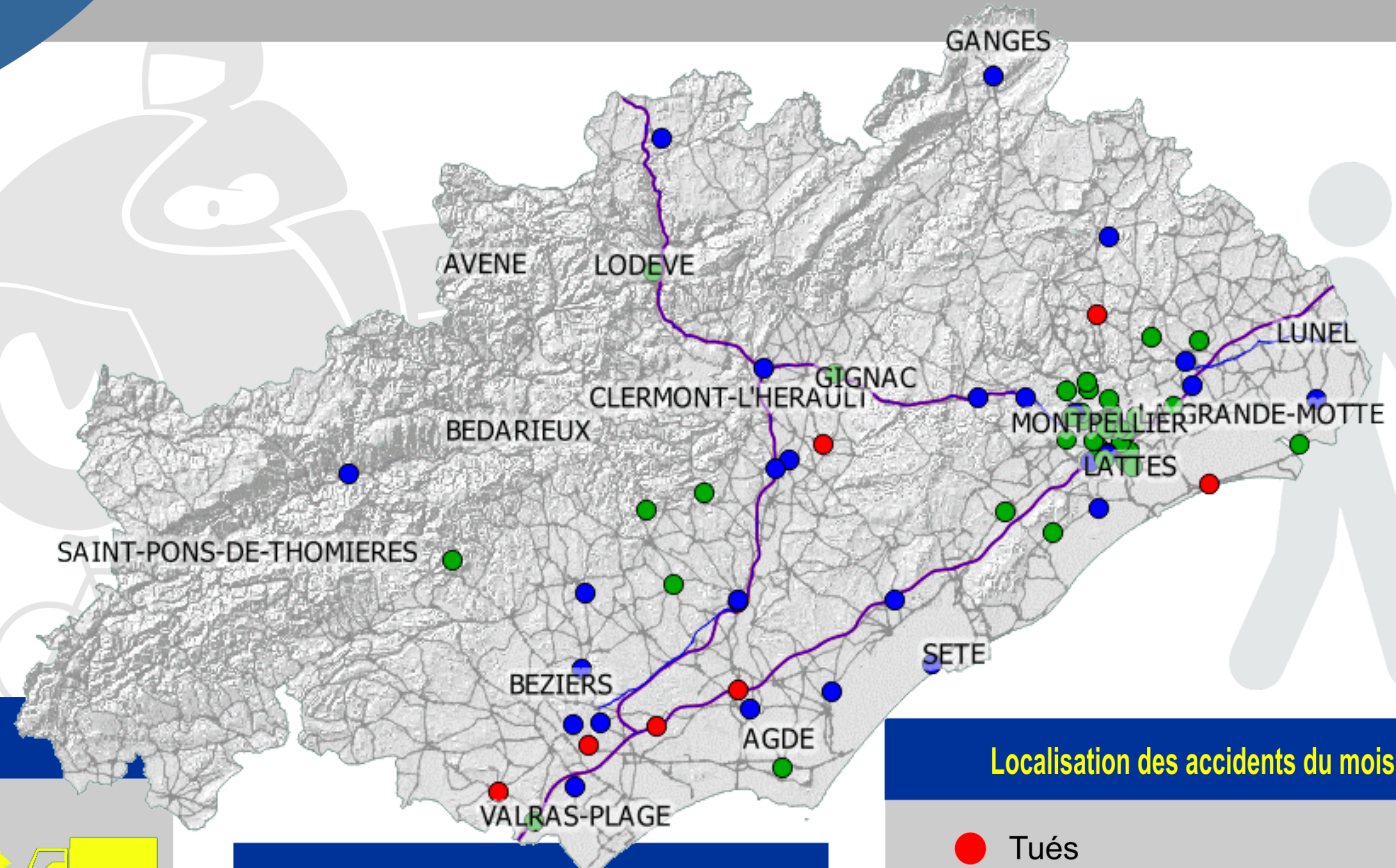 GANGES
AVENE
LODEVE
LUNEL
GIGNAC
CLERMONT-L'HERAULT
LA GRANDE-MOTTE
MONTPELLIER
BEDARIEUX
LATTES
SAINT-PONS-DE-THOMIERES
SETE
BEZIERS
AGDE
VALRAS-PLAGE
Localisation des accidents du mois
Tués